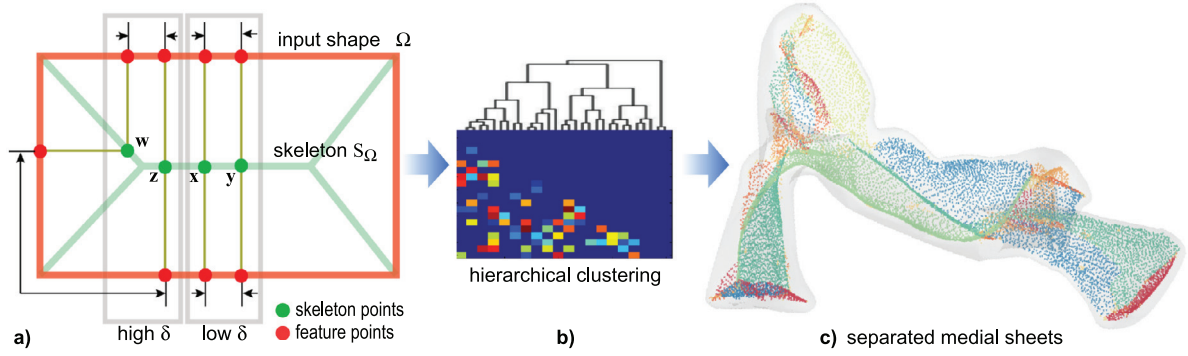 input shape Ω
w
skeleton S_Ω
z x y
skeleton points
feature points
a) high δ low δ
hierarchical clustering
b)
c) separated medial sheets